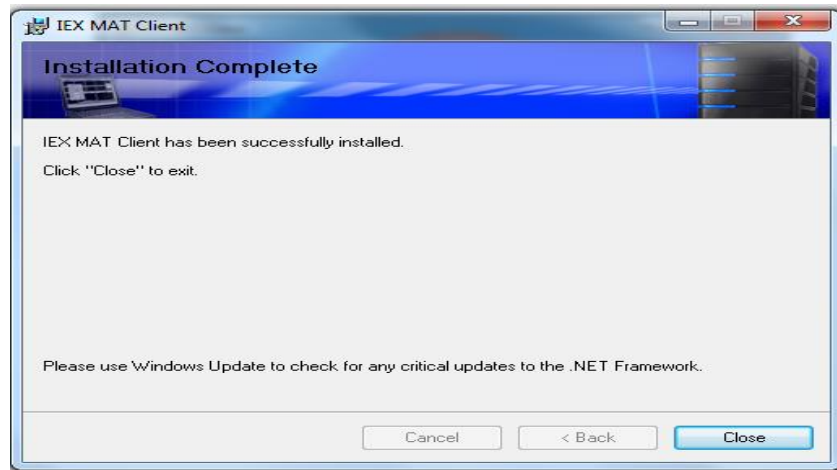 IEX MAT Client
Installation Complete
IEX MAT Client has been successfully installed.
Click "Close" to exit.
Please use Windows Update to check for any critical updates to the .NET Framework.
Cancel
< Back
Close